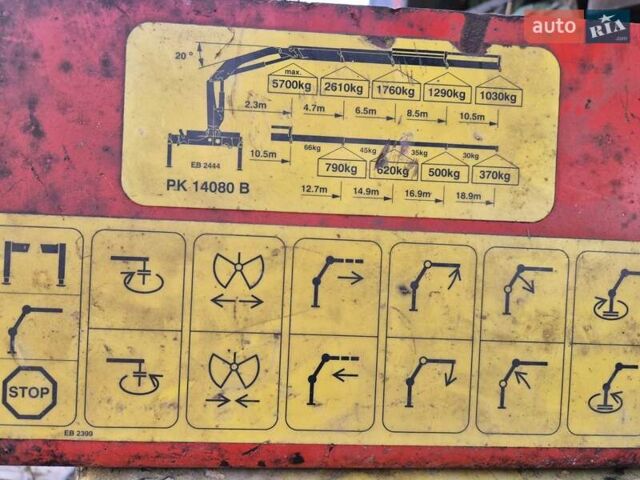 auto RIA .com
20°
max.
5700kg 2610kg 1760kg 1290kg 1030kg
2.3m 4.7m 6.5m 8.5m 10.5m
66kg 45kg 35kg 30kg
10.5m
790kg 620kg 500kg 370kg
EB 2444
PK 14080 B
12.7m 14.9m 16.9m 18.9m
STOP
EB 2399